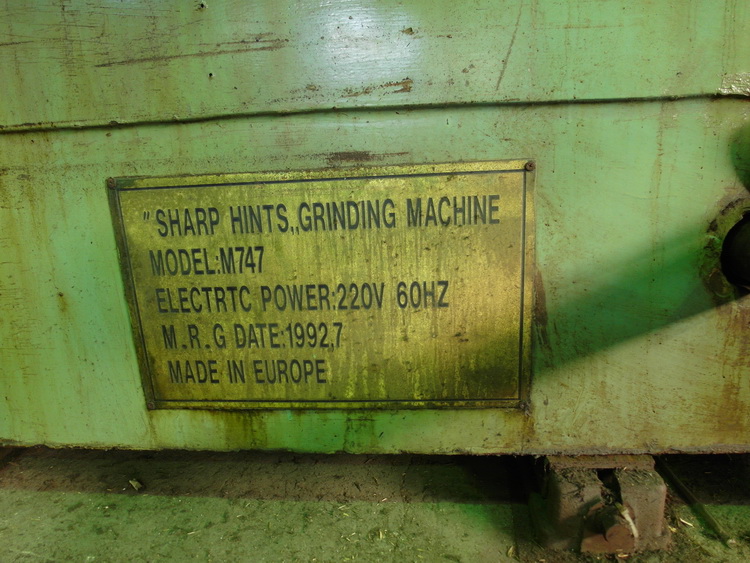 "SHARP HINTS,,GRINDING MACHINE
MODEL:M747
ELECTRTC POWER:220V 60HZ
M.R.G DATE:1992,7
MADE IN EUROPE